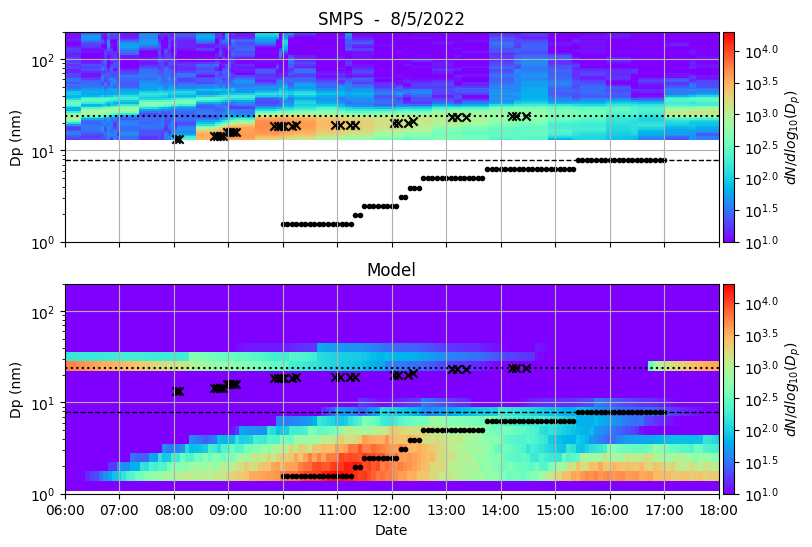 SMPS - 8/5/2022
Dp (nm)
10²
10¹
10⁰
10⁴·⁰
10³·⁵
10³·⁰
10²·⁵
10²·⁰
10¹·⁵
10¹·⁰
dN/dlog₁₀(Dₚ)
Model
Dp (nm)
10²
10¹
10⁰
10⁴·⁰
10³·⁵
10³·⁰
10²·⁵
10²·⁰
10¹·⁵
10¹·⁰
dN/dlog₁₀(Dₚ)
06:00 07:00 08:00 09:00 10:00 11:00 12:00 13:00 14:00 15:00 16:00 17:00 18:00
Date